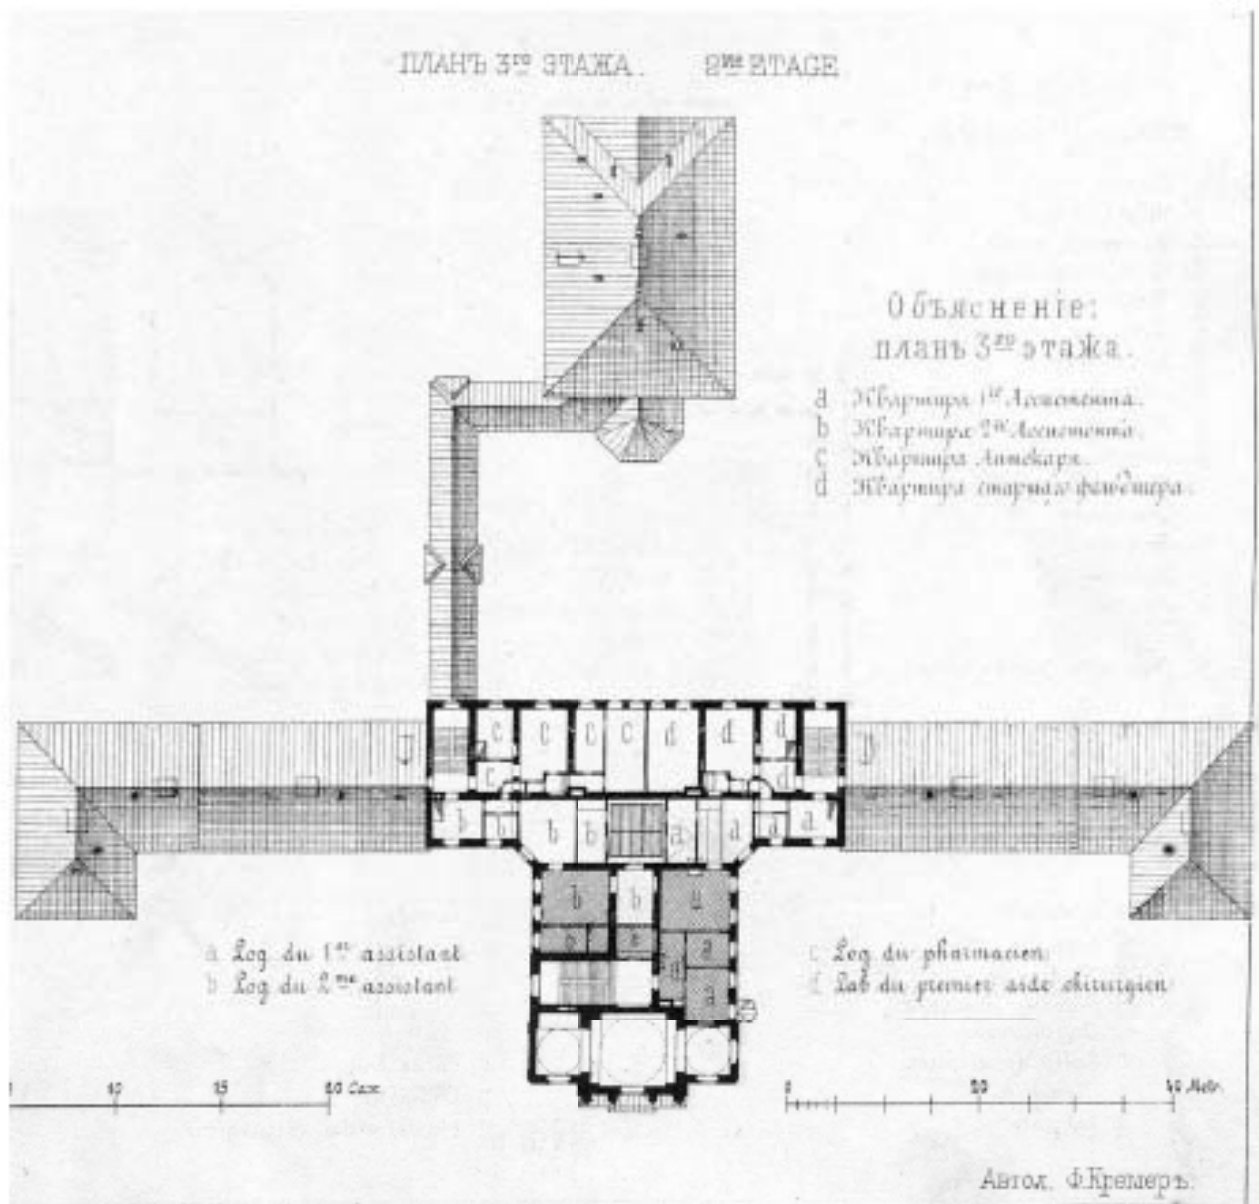 ПЛАНЪ 3го ЭТАЖА. 2me ETAGE
Объясненіе:
планъ 3го этажа.
a Квартира 1го Ассистента.
b Квартира 2го Ассистента.
c Квартира Аптекаря.
d Квартира старшаго фельдшера.
c c c c d d d
c d
b b b b a d a d
b b a
b a
a
a Log du 1er assistant
b Log du 2me assistant
c Log du pharmacien
d Lab du premier aide chirurgien
10 15 20 Саж.
0 20 40 Metr.
Автол. Ф. Кремеръ.